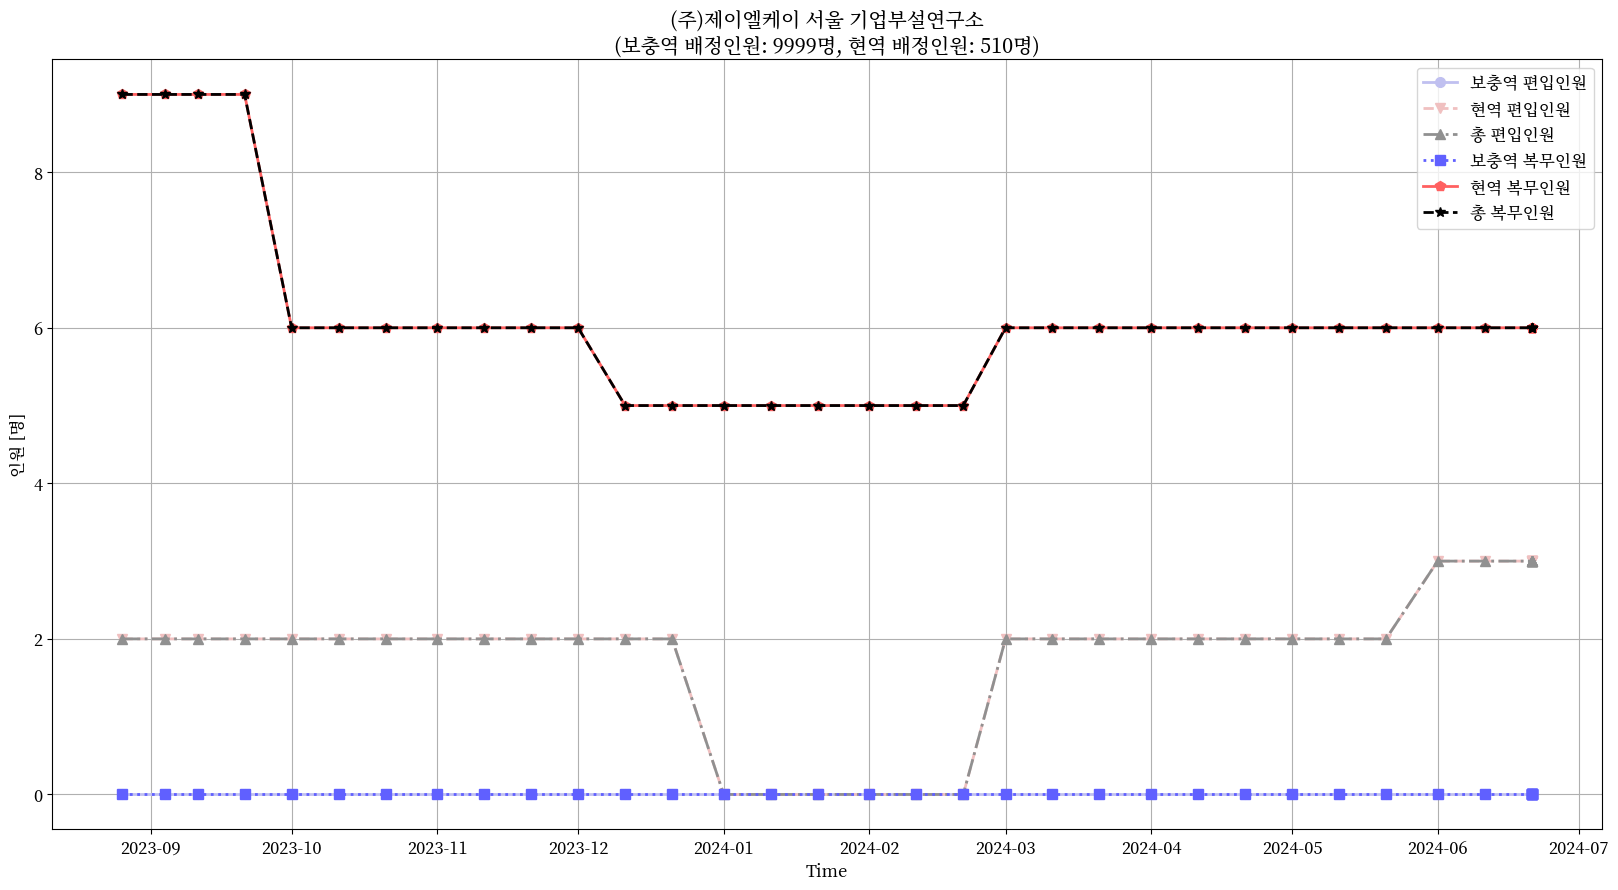 (주)제이엘케이 서울 기업부설연구소
(보충역 배정인원: 9999명, 현역 배정인원: 510명)
보충역 편입인원
현역 편입인원
총 편입인원
보충역 복무인원
현역 복무인원
총 복무인원
인원 [명]
8
6
4
2
0
2023-09 2023-10 2023-11 2023-12 2024-01 2024-02 2024-03 2024-04 2024-05 2024-06 2024-07
Time